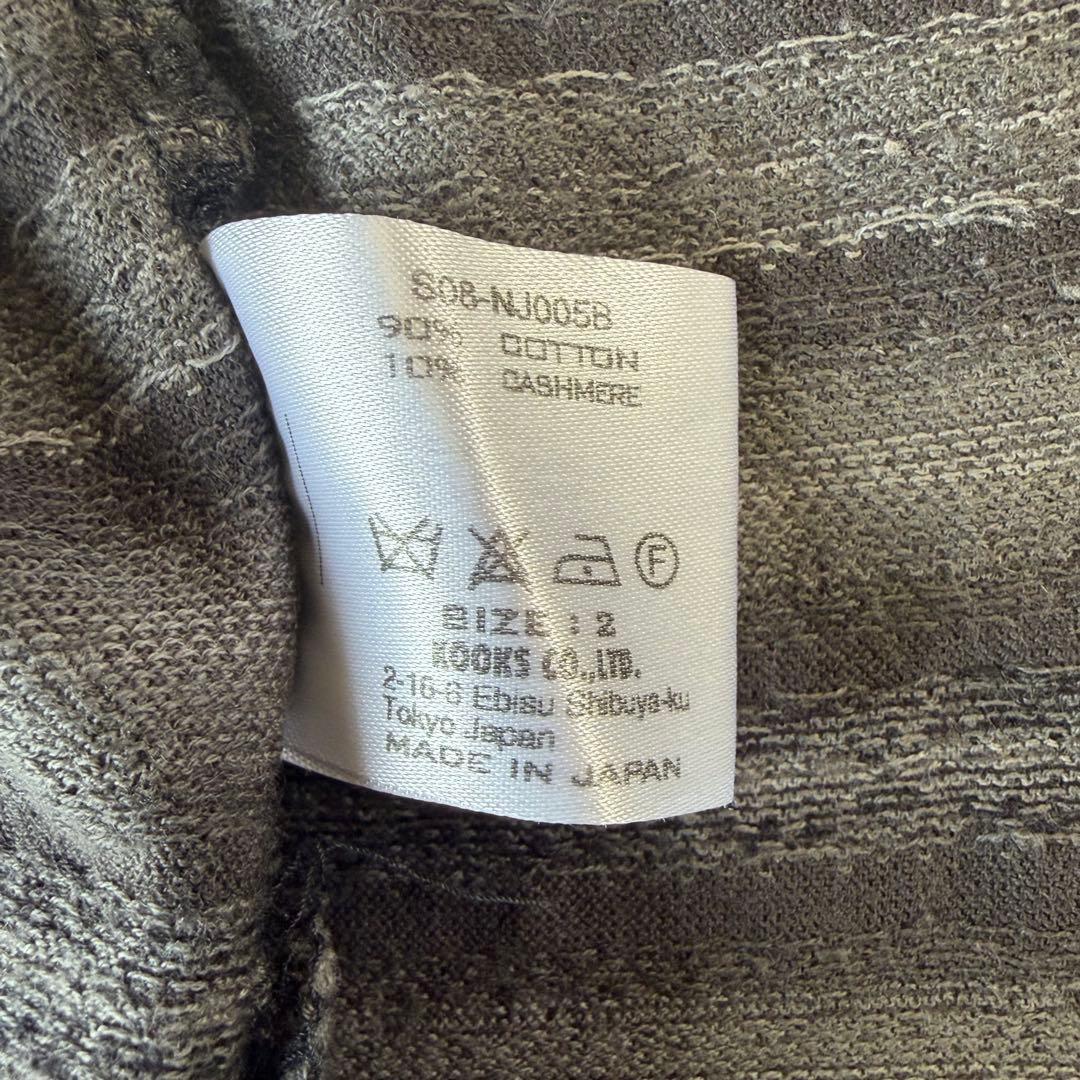 S08-NJ005B
90% COTTON
10% CASHMERE
F
SIZE : 2
KOOKS CO.,LTD.
2-16-6 Ebisu Shibuya-ku
Tokyo Japan
MADE IN JAPAN